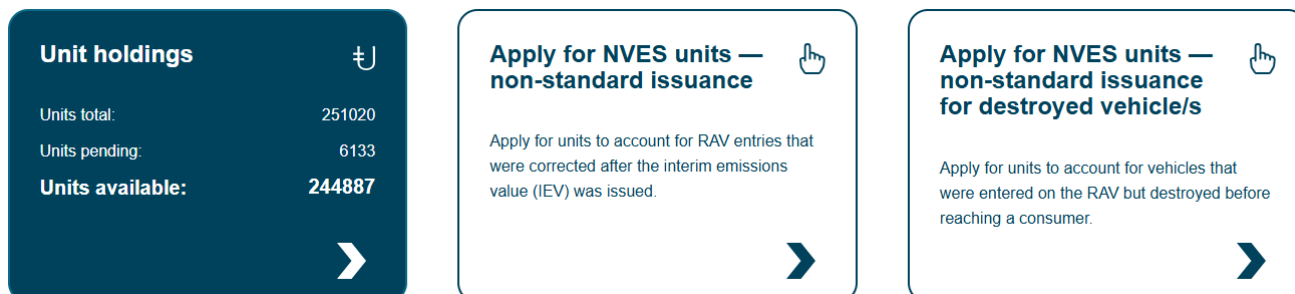 Unit holdings
Units total: 251020
Units pending: 6133
Units available: 244887
Apply for NVES units —
non-standard issuance
Apply for units to account for RAV entries that
were corrected after the interim emissions
value (IEV) was issued.
Apply for NVES units —
non-standard issuance
for destroyed vehicle/s
Apply for units to account for vehicles that
were entered on the RAV but destroyed before
reaching a consumer.